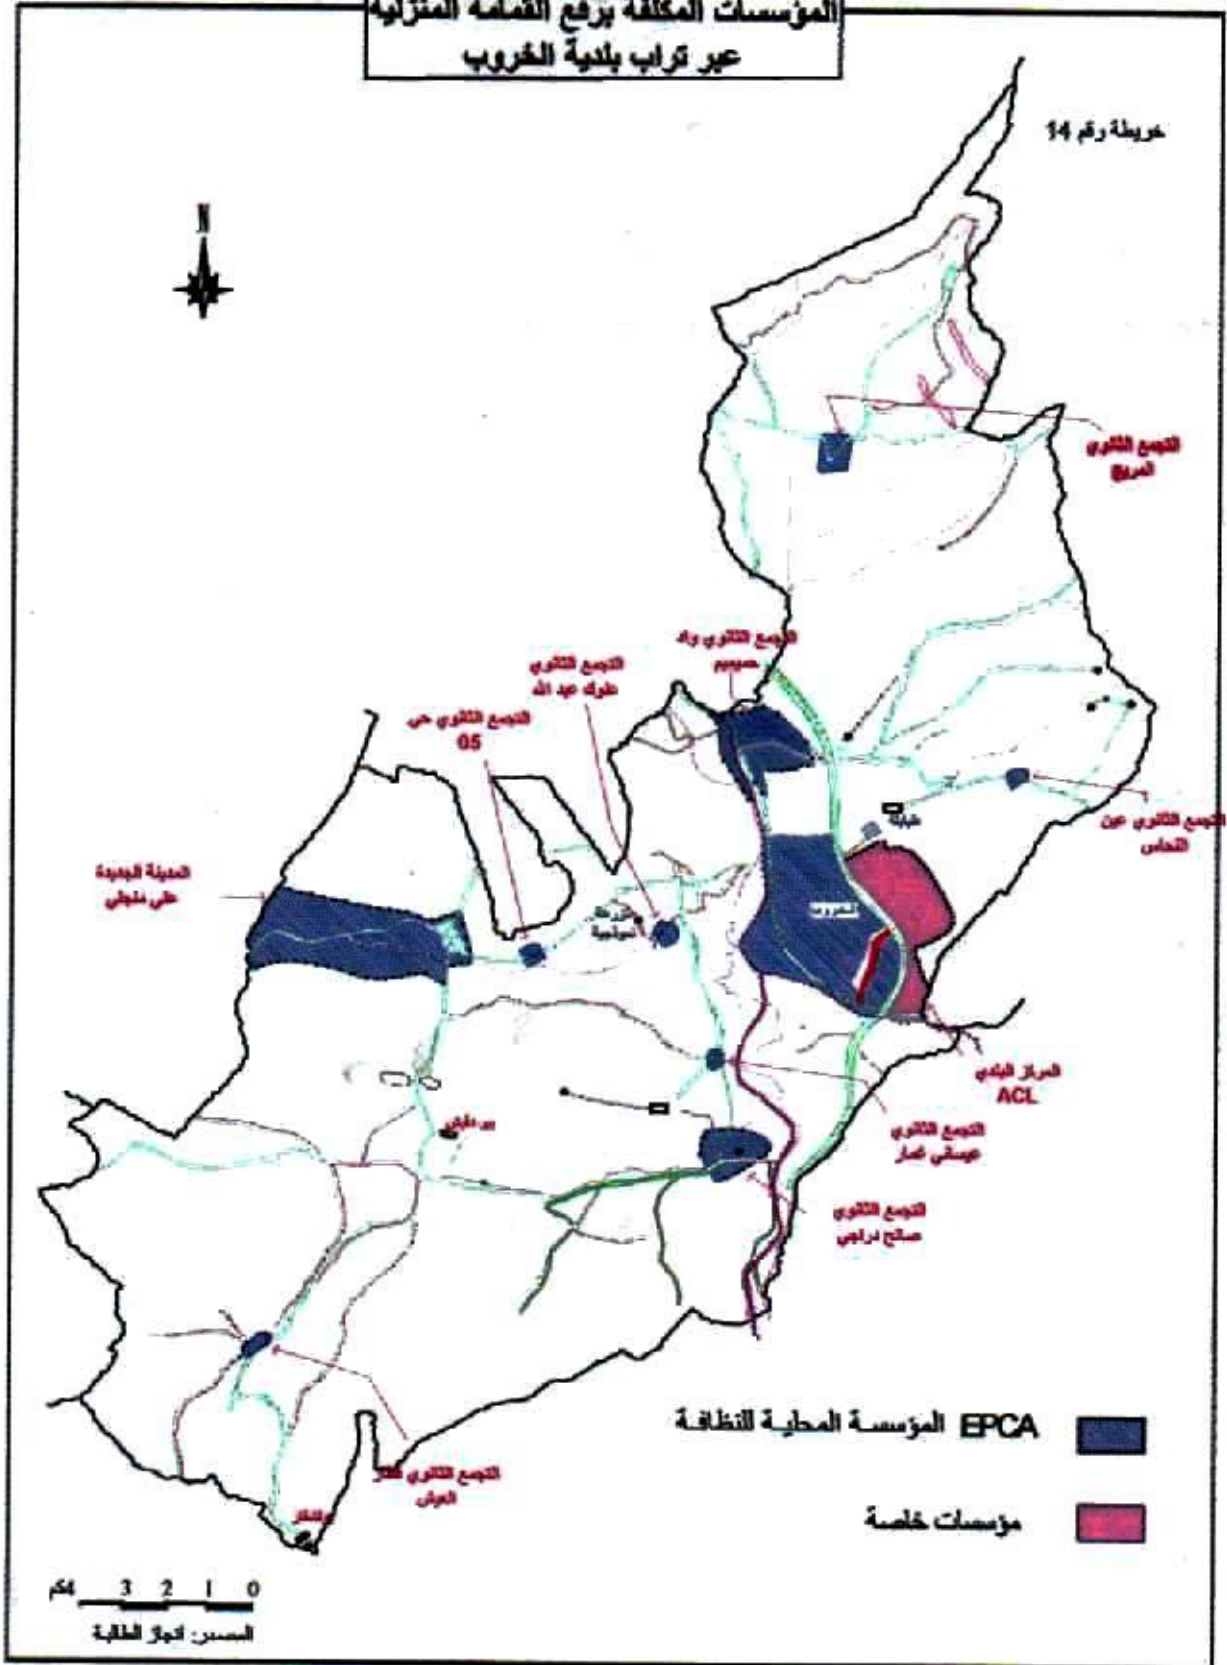 المؤسسات المكلفة برفع القمامة المنزلية
عبر تراب بلدية الخروب
خريطة رقم 14
N
التجمع الثانوي
المريج
التجمع الثانوي واد
حميميم
التجمع الثانوي
علوك عبد الله
التجمع الثانوي حي
05
التجمع الثانوي عين
النحاس
المدينة الجديدة
علي منجلي
الخروب
المركز البلدي
ACL
التجمع الثانوي
عيساني عمار
التجمع الثانوي
صالح دراجي
التجمع الثانوي
العيش
EPCA المؤسسة المحلية للنظافة
مؤسسات خاصة
0 1 2 3 4كم
المصدر: انجاز الطالبة